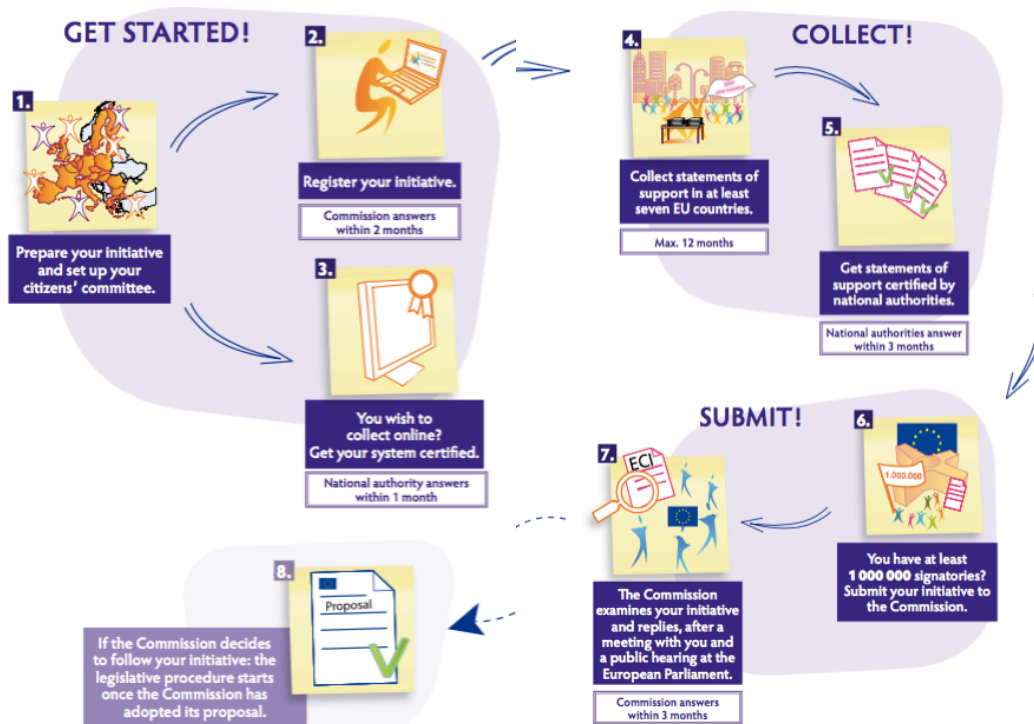 GET STARTED!
1.
Prepare your initiative
and set up your
citizens' committee.
2.
Register your initiative.
Commission answers
within 2 months
3.
You wish to
collect online?
Get your system certified.
National authority answers
within 1 month
COLLECT!
4.
Collect statements of
support in at least
seven EU countries.
Max. 12 months
5.
Get statements of
support certified by
national authorities.
National authorities answer
within 3 months
SUBMIT!
6.
1.000.000
You have at least
1 000 000 signatories?
Submit your initiative to
the Commission.
7.
ECI
The Commission
examines your initiative
and replies, after a
meeting with you and
a public hearing at the
European Parliament.
Commission answers
within 3 months
8.
Proposal
If the Commission decides
to follow your initiative: the
legislative procedure starts
once the Commission has
adopted its proposal.